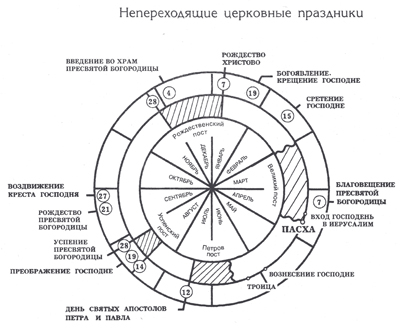 Непереходящие церковные праздники
ВВЕДЕНИЕ ВО ХРАМ
ПРЕСВЯТОЙ БОГОРОДИЦЫ
РОЖДЕСТВО
ХРИСТОВО
БОГОЯВЛЕНИЕ.
КРЕЩЕНИЕ ГОСПОДНЕ
СРЕТЕНИЕ
ГОСПОДНЕ
28
4
7
19
15
Рождественский
пост
ДЕКАБРЬ
ЯНВАРЬ
НОЯБРЬ
ФЕВРАЛЬ
ОКТЯБРЬ
МАРТ
СЕНТЯБРЬ
АПРЕЛЬ
АВГУСТ
МАЙ
ИЮЛЬ
ИЮНЬ
Великий пост
Успенский
пост
Петров
пост
ВОЗДВИЖЕНИЕ
КРЕСТА ГОСПОДНЯ
27
РОЖДЕСТВО
ПРЕСВЯТОЙ
БОГОРОДИЦЫ
21
УСПЕНИЕ
ПРЕСВЯТОЙ
БОГОРОДИЦЫ
28
ПРЕОБРАЖЕНИЕ ГОСПОДНЕ
19
14
7
БЛАГОВЕЩЕНИЕ
ПРЕСВЯТОЙ
БОГОРОДИЦЫ
ВХОД ГОСПОДЕНЬ
В ИЕРУСАЛИМ
ПАСХА
ВОЗНЕСЕНИЕ ГОСПОДНЕ
ТРОИЦА
12
ДЕНЬ СВЯТЫХ АПОСТОЛОВ
ПЕТРА И ПАВЛА